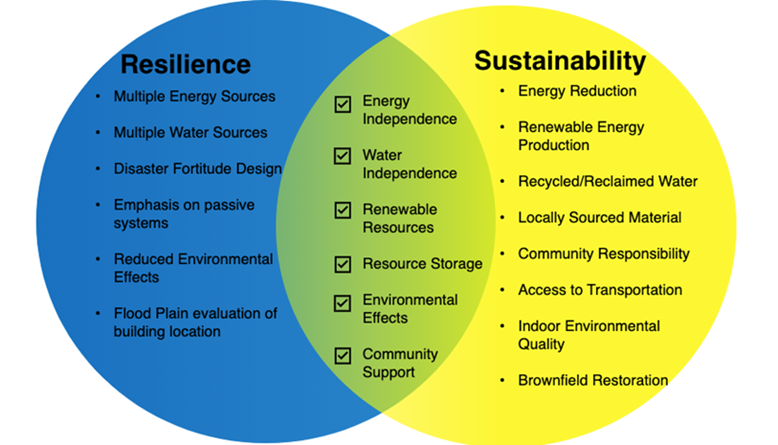 Resilience
• Multiple Energy Sources
• Multiple Water Sources
• Disaster Fortitude Design
• Emphasis on passive
systems
• Reduced Environmental
Effects
• Flood Plain evaluation of
building location
☑ Energy
Independence
☑ Water
Independence
☑ Renewable
Resources
☑ Resource Storage
☑ Environmental
Effects
☑ Community
Support
Sustainability
• Energy Reduction
• Renewable Energy
Production
• Recycled/Reclaimed Water
• Locally Sourced Material
• Community Responsibility
• Access to Transportation
• Indoor Environmental
Quality
• Brownfield Restoration